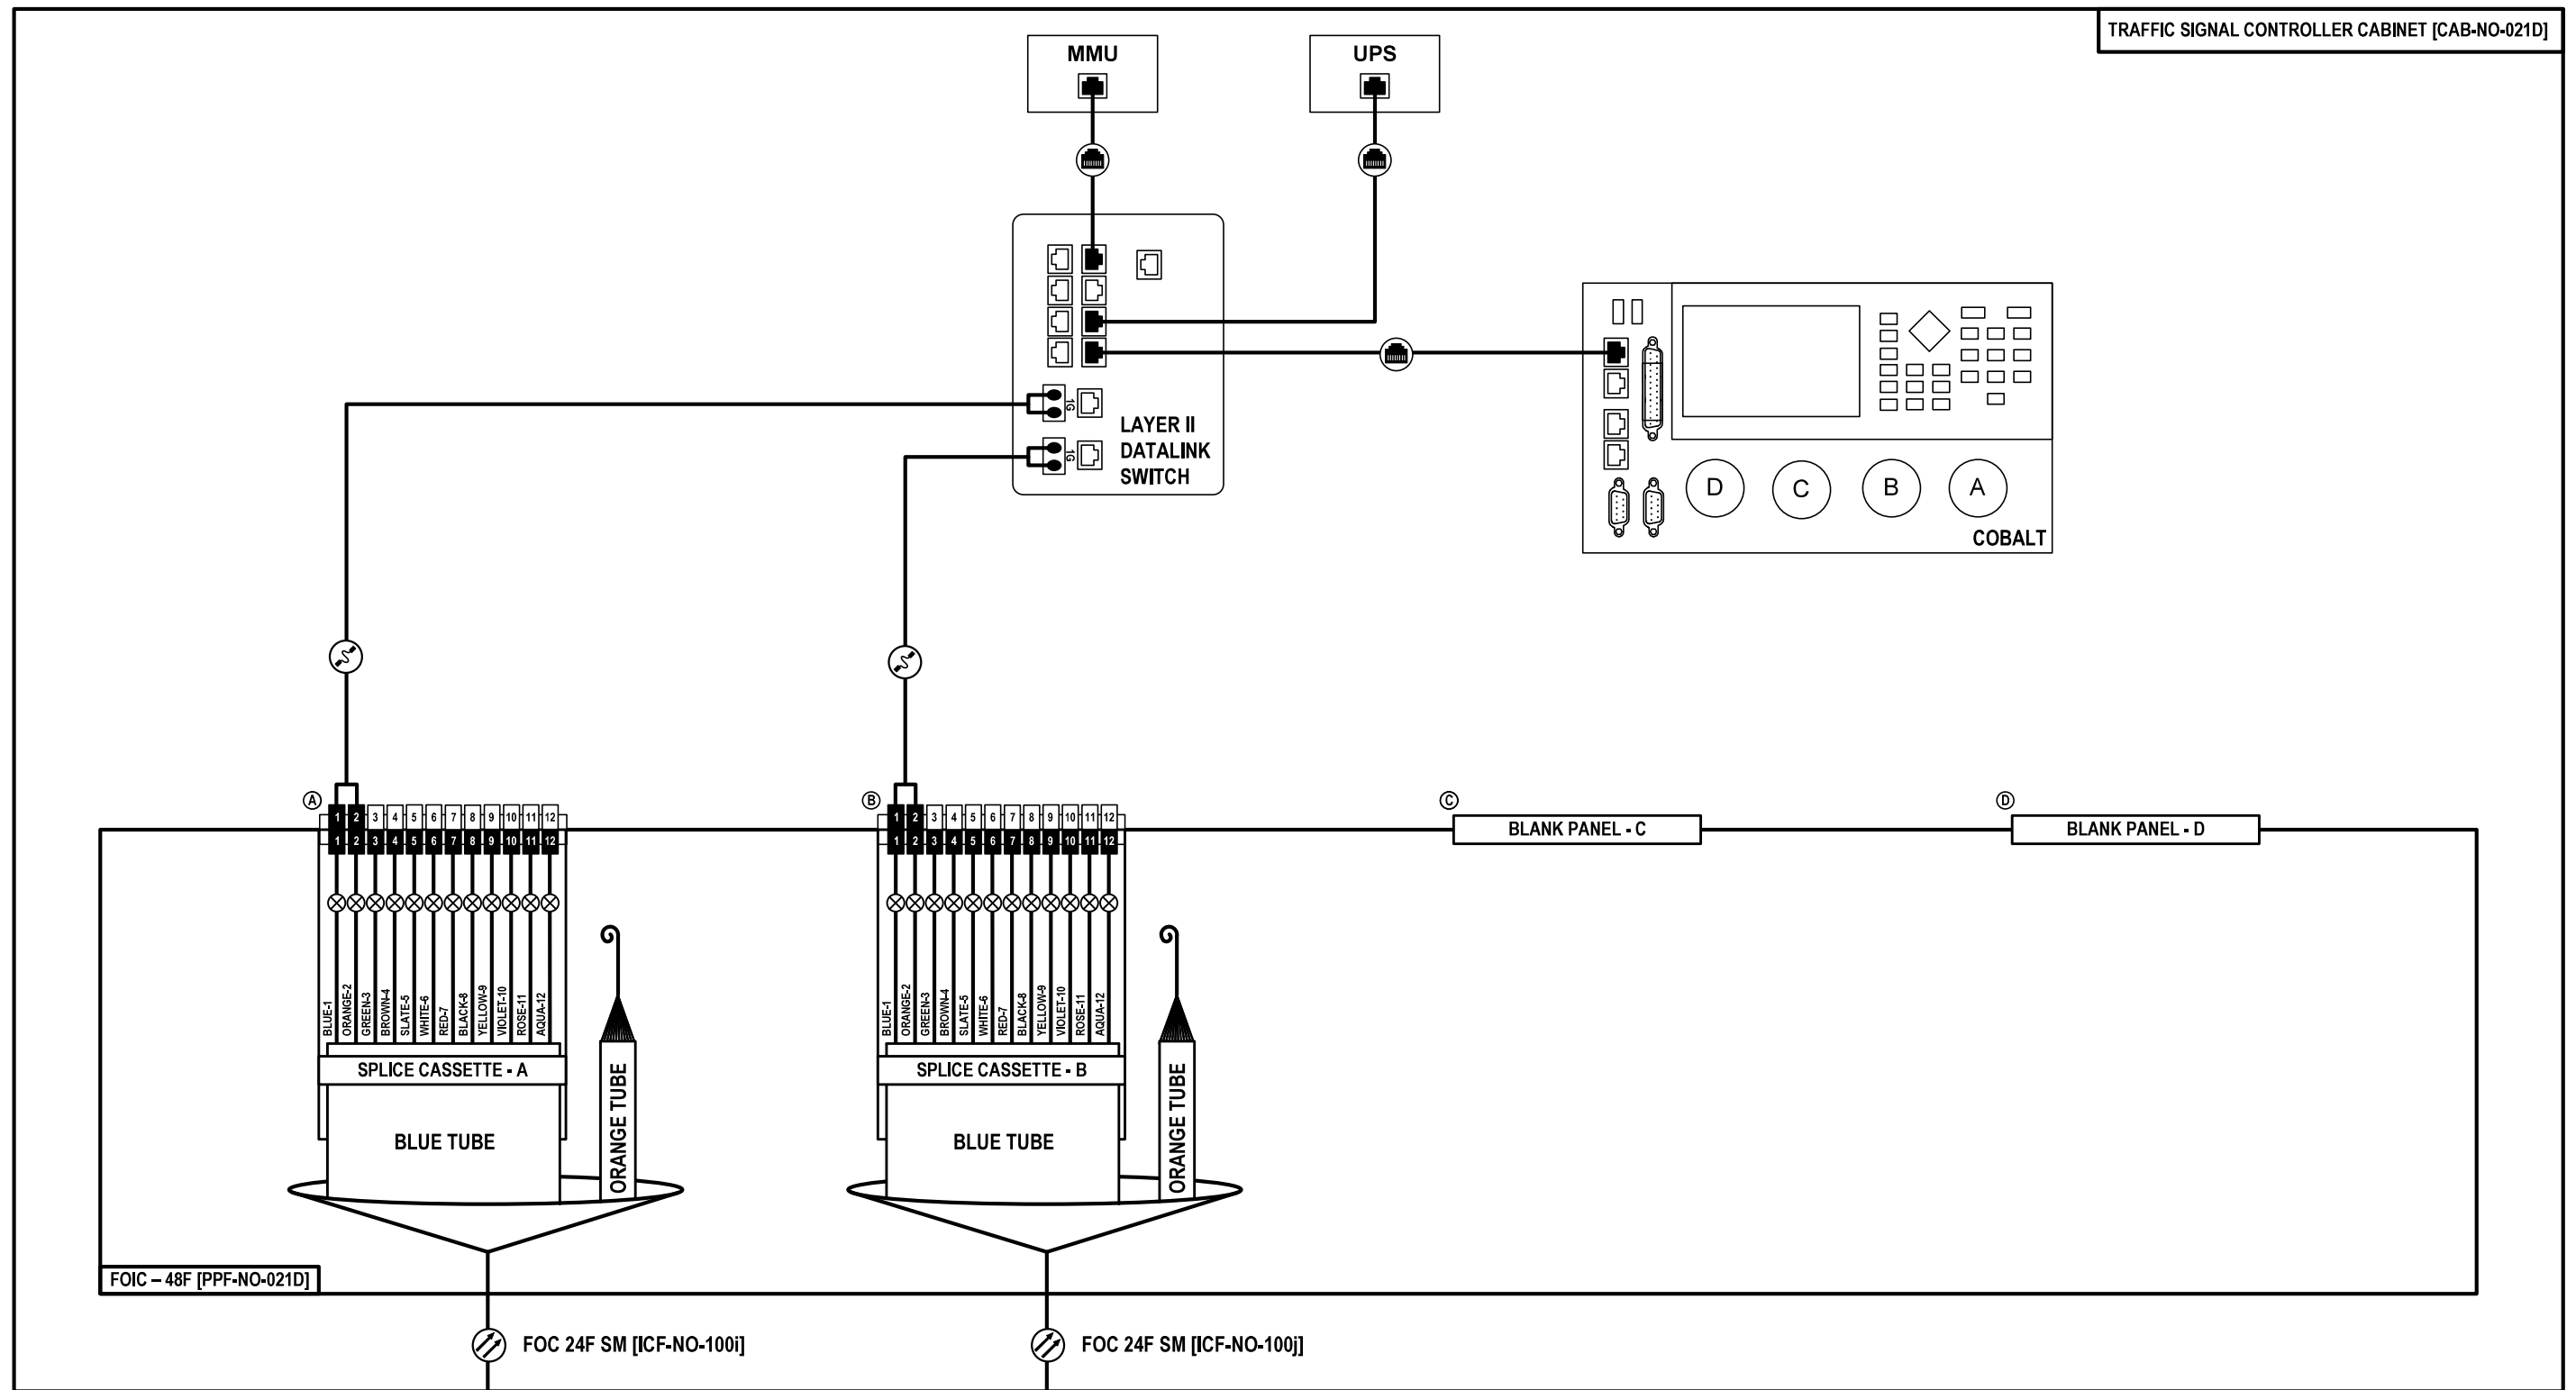 TRAFFIC SIGNAL CONTROLLER CABINET [CAB-NO-021D]
MMU
UPS
1G
1G
LAYER II
DATALINK
SWITCH
D C B A
COBALT
A
1 2 3 4 5 6 7 8 9 10 11 12
1 2 3 4 5 6 7 8 9 10 11 12
BLUE-1
ORANGE-2
GREEN-3
BROWN-4
SLATE-5
WHITE-6
RED-7
BLACK-8
YELLOW-9
VIOLET-10
ROSE-11
AQUA-12
SPLICE CASSETTE - A
BLUE TUBE
ORANGE TUBE
B
1 2 3 4 5 6 7 8 9 10 11 12
1 2 3 4 5 6 7 8 9 10 11 12
BLUE-1
ORANGE-2
GREEN-3
BROWN-4
SLATE-5
WHITE-6
RED-7
BLACK-8
YELLOW-9
VIOLET-10
ROSE-11
AQUA-12
SPLICE CASSETTE - B
BLUE TUBE
ORANGE TUBE
C
BLANK PANEL - C
D
BLANK PANEL - D
FOIC – 48F [PPF-NO-021D]
FOC 24F SM [ICF-NO-100i]
FOC 24F SM [ICF-NO-100j]